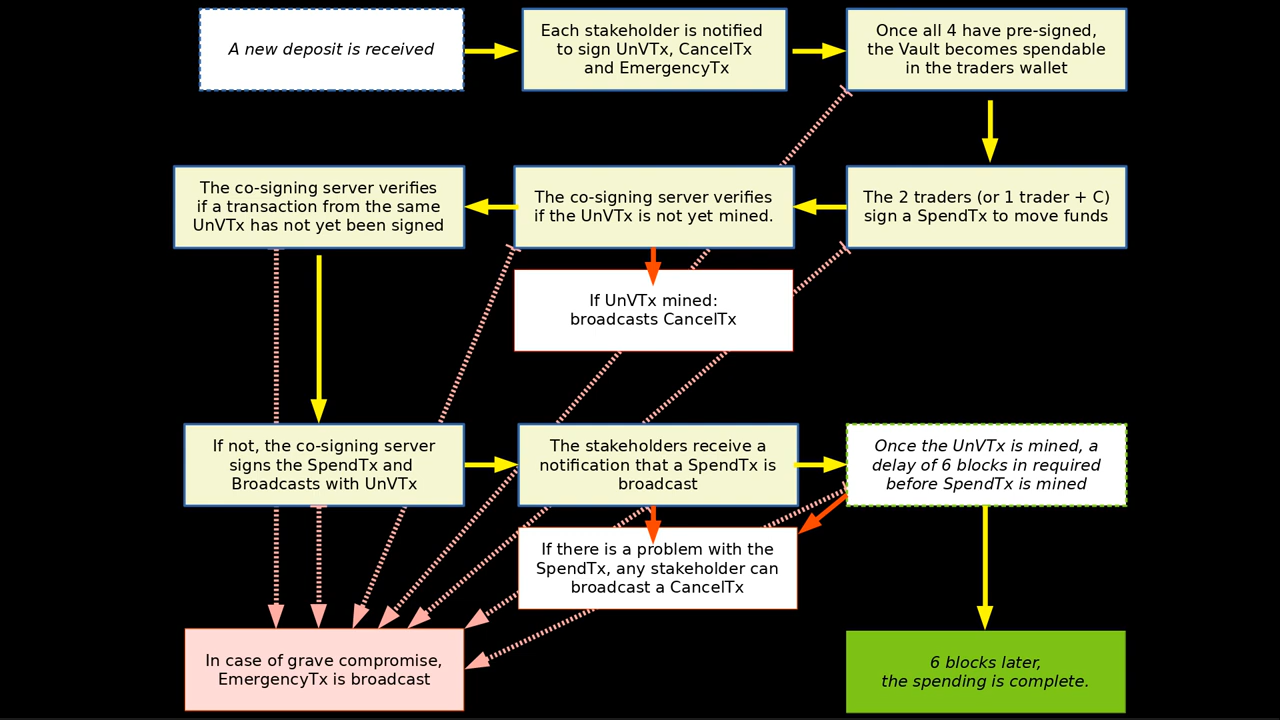 A new deposit is received
Each stakeholder is notified
to sign UnVTx, CancelTx
and EmergencyTx
Once all 4 have pre-signed,
the Vault becomes spendable
in the traders wallet
The co-signing server verifies
if a transaction from the same
UnVTx has not yet been signed
The co-signing server verifies
if the UnVTx is not yet mined.
The 2 traders (or 1 trader + C)
sign a SpendTx to move funds
If UnVTx mined:
broadcasts CancelTx
If not, the co-signing server
signs the SpendTx and
Broadcasts with UnVTx
The stakeholders receive a
notification that a SpendTx is
broadcast
Once the UnVTx is mined, a
delay of 6 blocks in required
before SpendTx is mined
If there is a problem with the
SpendTx, any stakeholder can
broadcast a CancelTx
In case of grave compromise,
EmergencyTx is broadcast
6 blocks later,
the spending is complete.